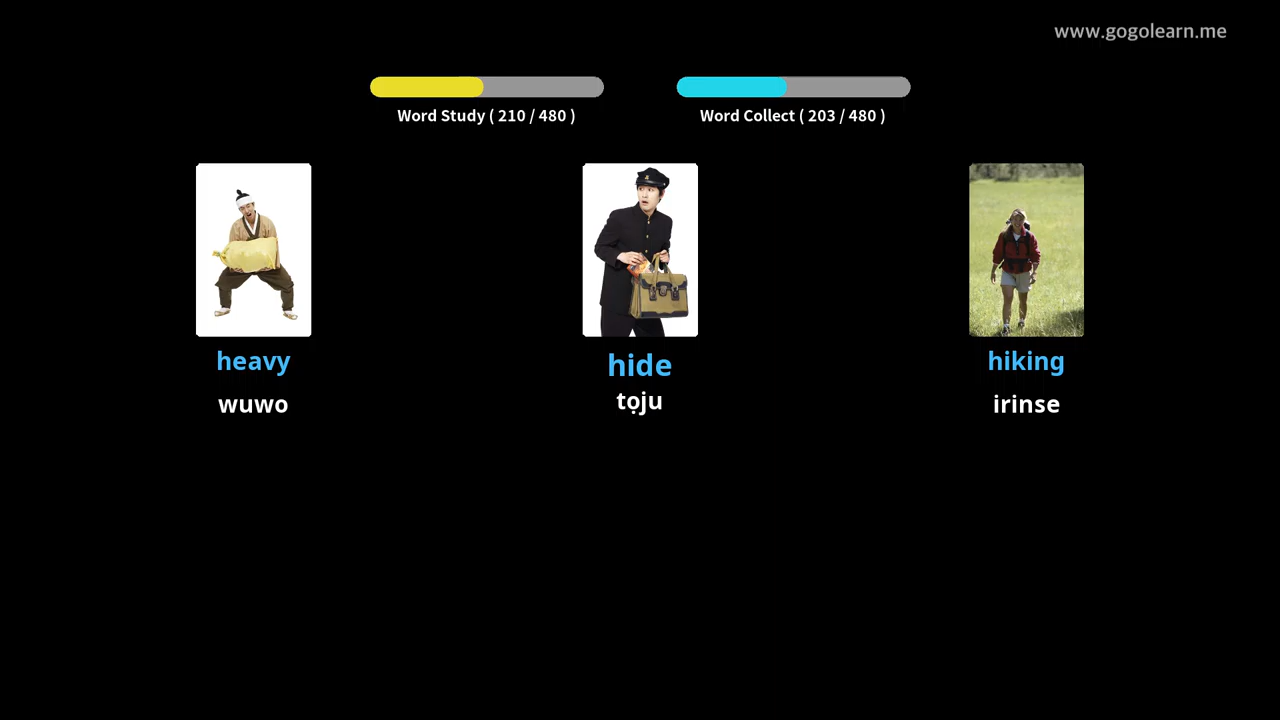 www.gogolearn.me
Word Study ( 210 / 480 )
Word Collect ( 203 / 480 )
heavy
hide
hiking
wuwo
tọju
irinse